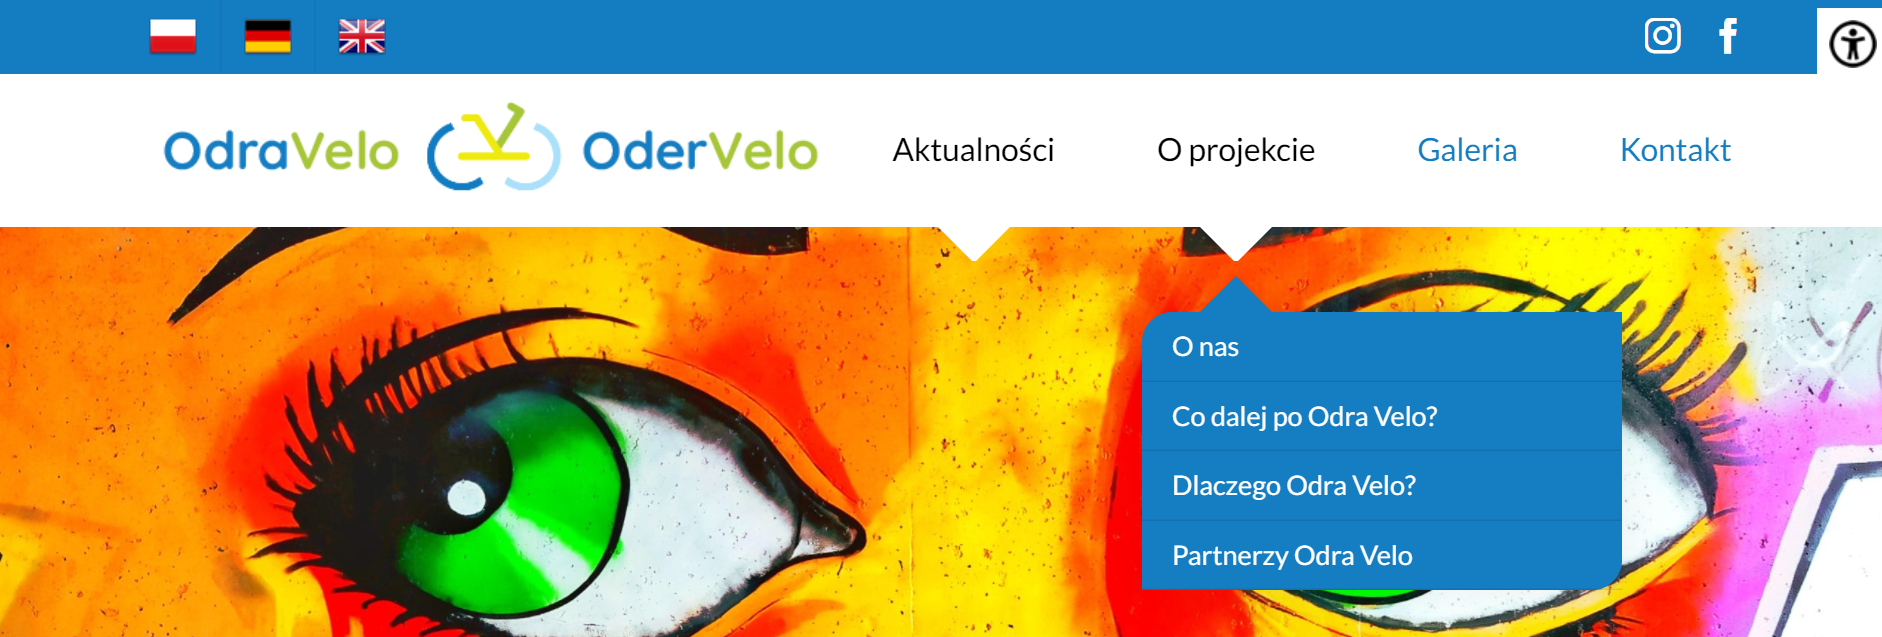 OdraVelo OderVelo Aktualności O projekcie Galeria Kontakt
O nas
Co dalej po Odra Velo?
Dlaczego Odra Velo?
Partnerzy Odra Velo